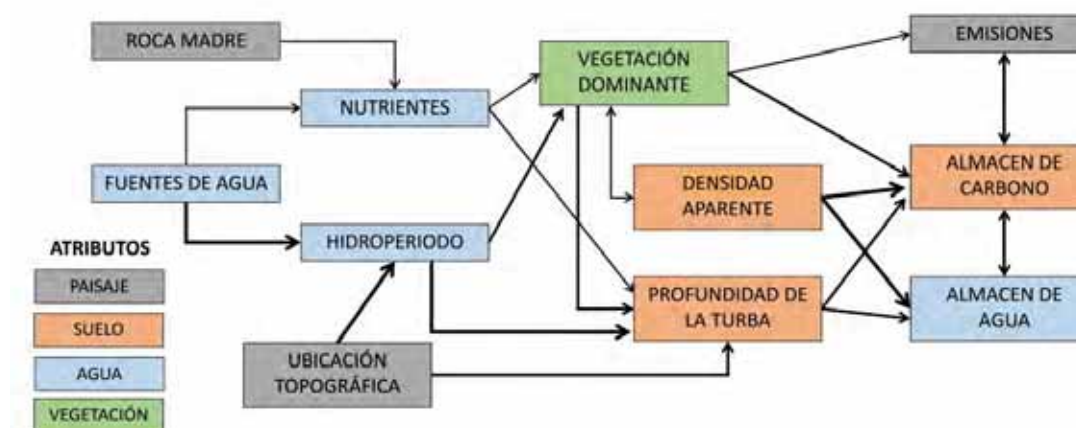 ROCA MADRE
EMISIONES
VEGETACIÓN
DOMINANTE
NUTRIENTES
FUENTES DE AGUA
DENSIDAD
APARENTE
ALMACEN DE
CARBONO
HIDROPERIODO
ATRIBUTOS
PAISAJE
SUELO
AGUA
VEGETACIÓN
UBICACIÓN
TOPOGRÁFICA
PROFUNDIDAD DE
LA TURBA
ALMACEN DE
AGUA